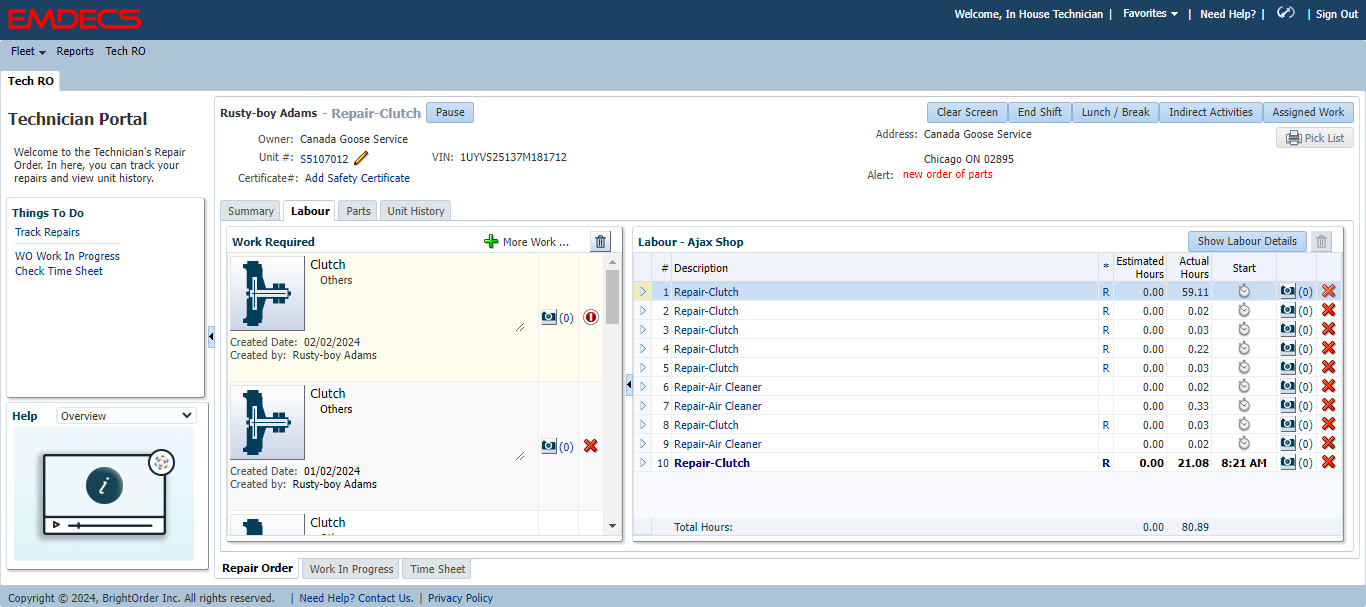 EMDECS
Welcome, In House Technician | Favorites | Need Help? | | Sign Out
Fleet Reports Tech RO
Tech RO
Technician Portal
Welcome to the Technician's Repair
Order. In here, you can track your
repairs and view unit history.
Things To Do
Track Repairs
WO Work In Progress
Check Time Sheet
Help Overview
i
Rusty-boy Adams - Repair-Clutch Pause
Clear Screen End Shift Lunch / Break Indirect Activities Assigned Work
Owner: Canada Goose Service
Address: Canada Goose Service
Pick List
Unit #: S5107012 VIN: 1UYVS25137M181712
Chicago ON 02895
Certificate#: Add Safety Certificate
Alert: new order of parts
Summary Labour Parts Unit History
Work Required More Work ...
Clutch
Others
(0)
Created Date: 02/02/2024
Created by: Rusty-boy Adams
Clutch
Others
(0)
Created Date: 01/02/2024
Created by: Rusty-boy Adams
Clutch
Labour - Ajax Shop Show Labour Details
# Description * Estimated Hours Actual Hours Start
1 Repair-Clutch R 0.00 59.11 (0)
2 Repair-Clutch R 0.00 0.02 (0)
3 Repair-Clutch R 0.00 0.03 (0)
4 Repair-Clutch R 0.00 0.22 (0)
5 Repair-Clutch R 0.00 0.03 (0)
6 Repair-Air Cleaner 0.00 0.02 (0)
7 Repair-Air Cleaner 0.00 0.33 (0)
8 Repair-Clutch R 0.00 0.03 (0)
9 Repair-Air Cleaner 0.00 0.02 (0)
10 Repair-Clutch R 0.00 21.08 8:21 AM (0)
Total Hours: 0.00 80.89
Repair Order Work In Progress Time Sheet
Copyright © 2024, BrightOrder Inc. All rights reserved. | Need Help? Contact Us. | Privacy Policy